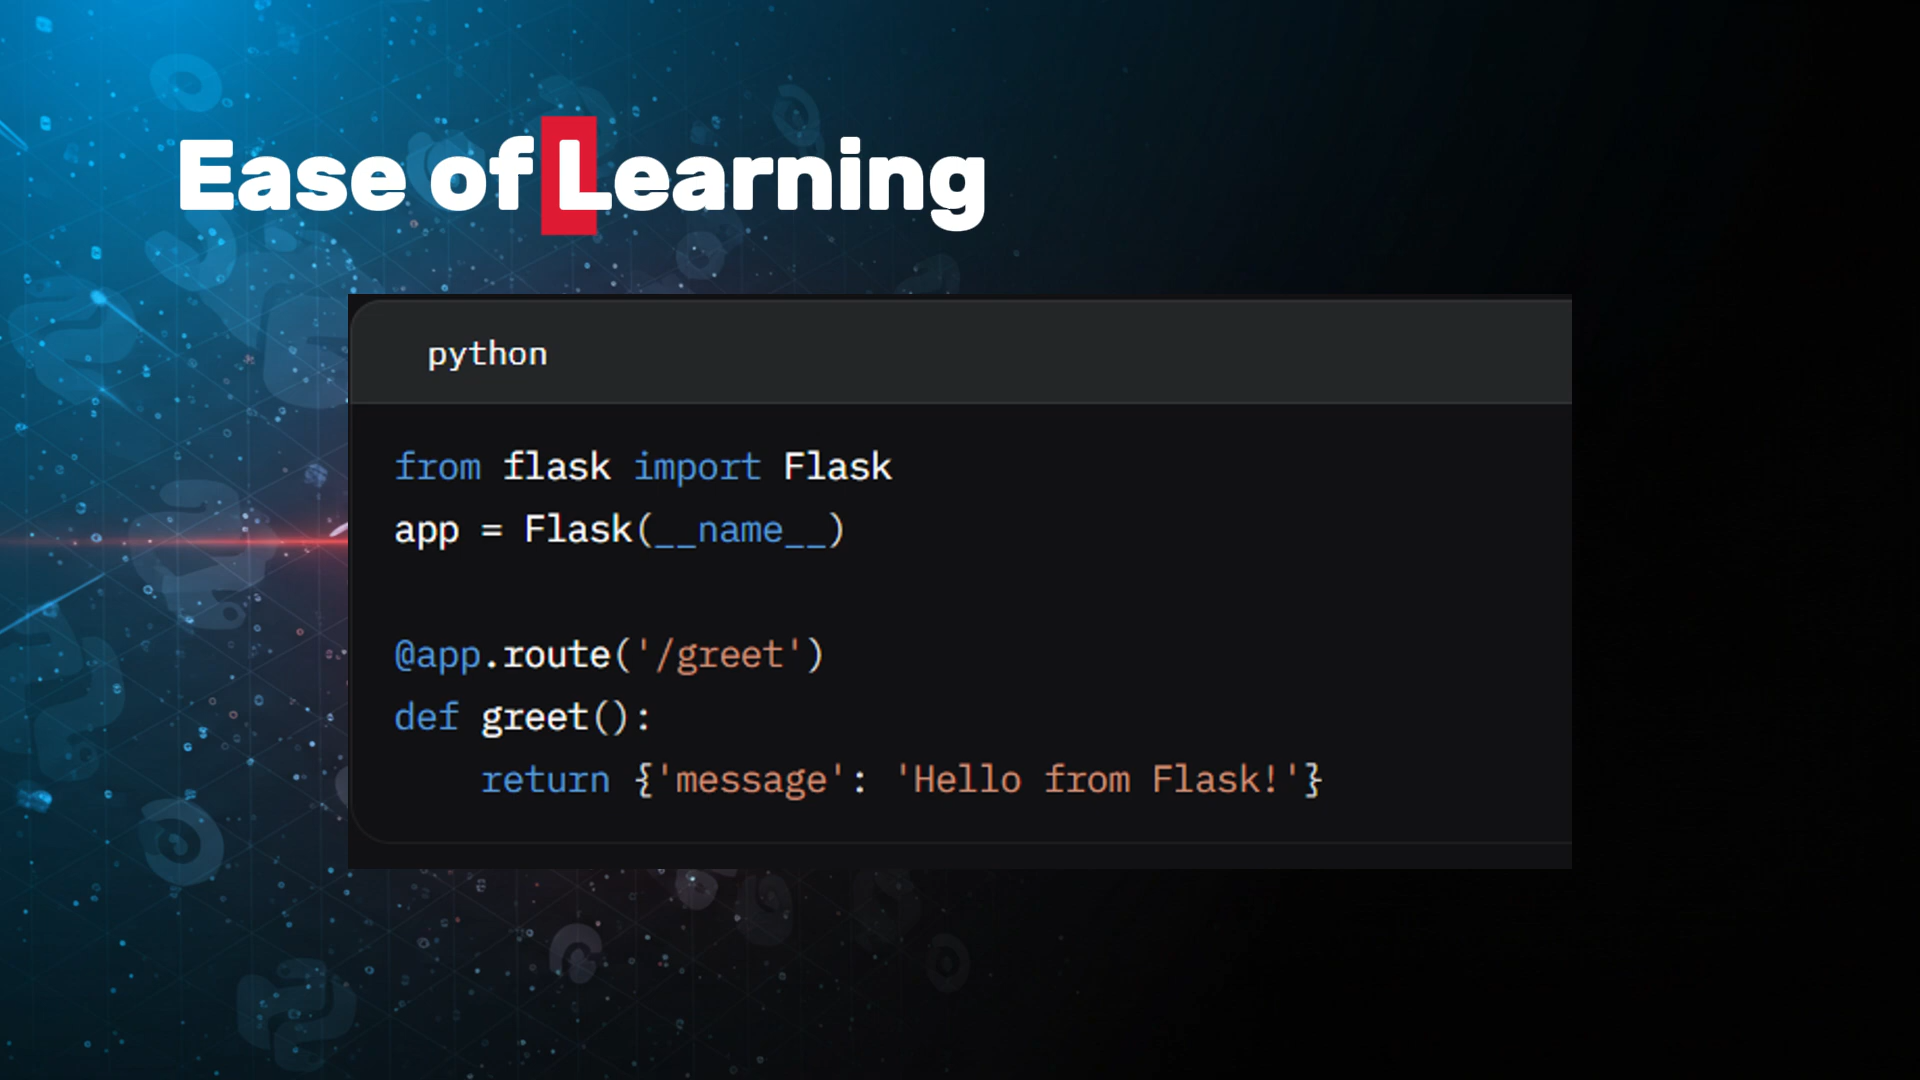 Ease of Learning
python
from flask import Flask
app = Flask(__name__)
@app.route('/greet')
def greet():
    return {'message': 'Hello from Flask!'}